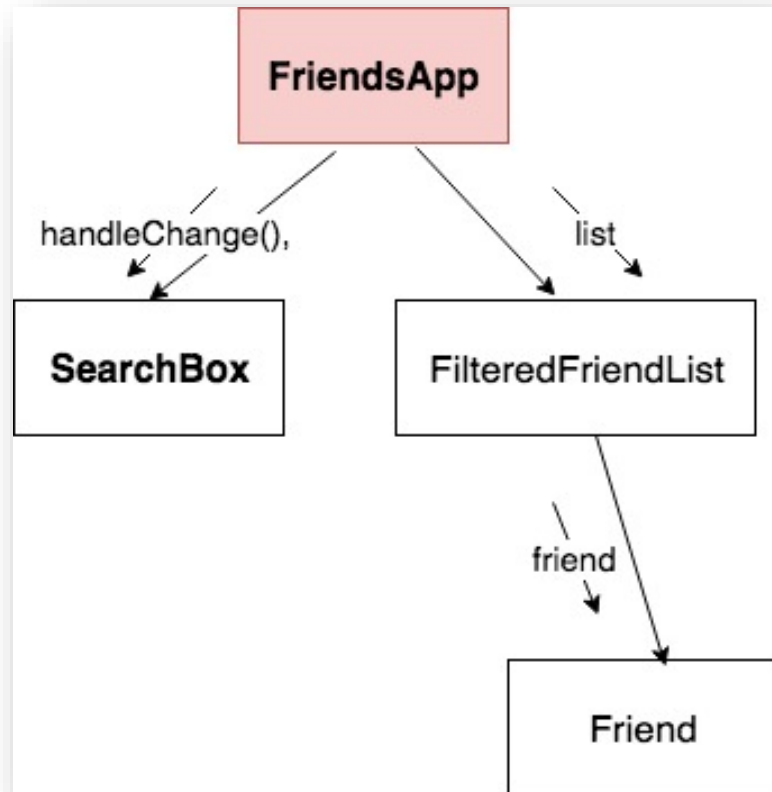 FriendsApp
handleChange(),
list
SearchBox
FilteredFriendList
friend
Friend